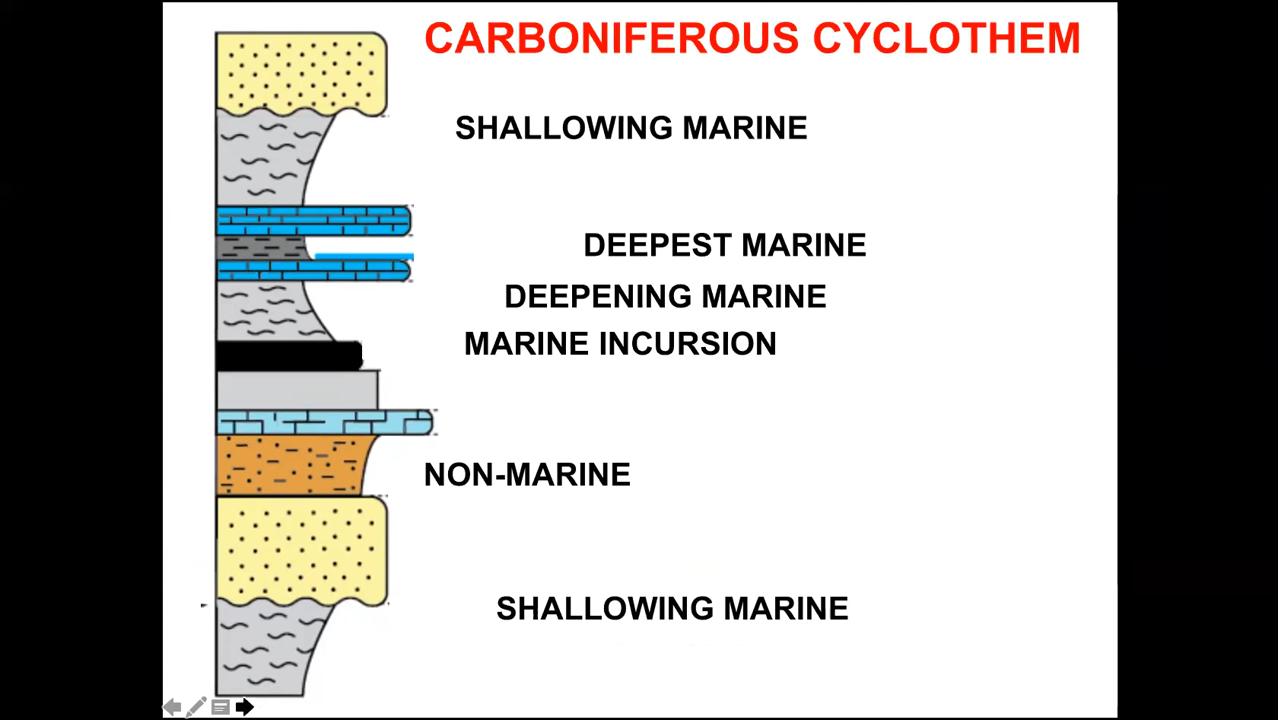 CARBONIFEROUS CYCLOTHEM
SHALLOWING MARINE
DEEPEST MARINE
DEEPENING MARINE
MARINE INCURSION
NON-MARINE
SHALLOWING MARINE